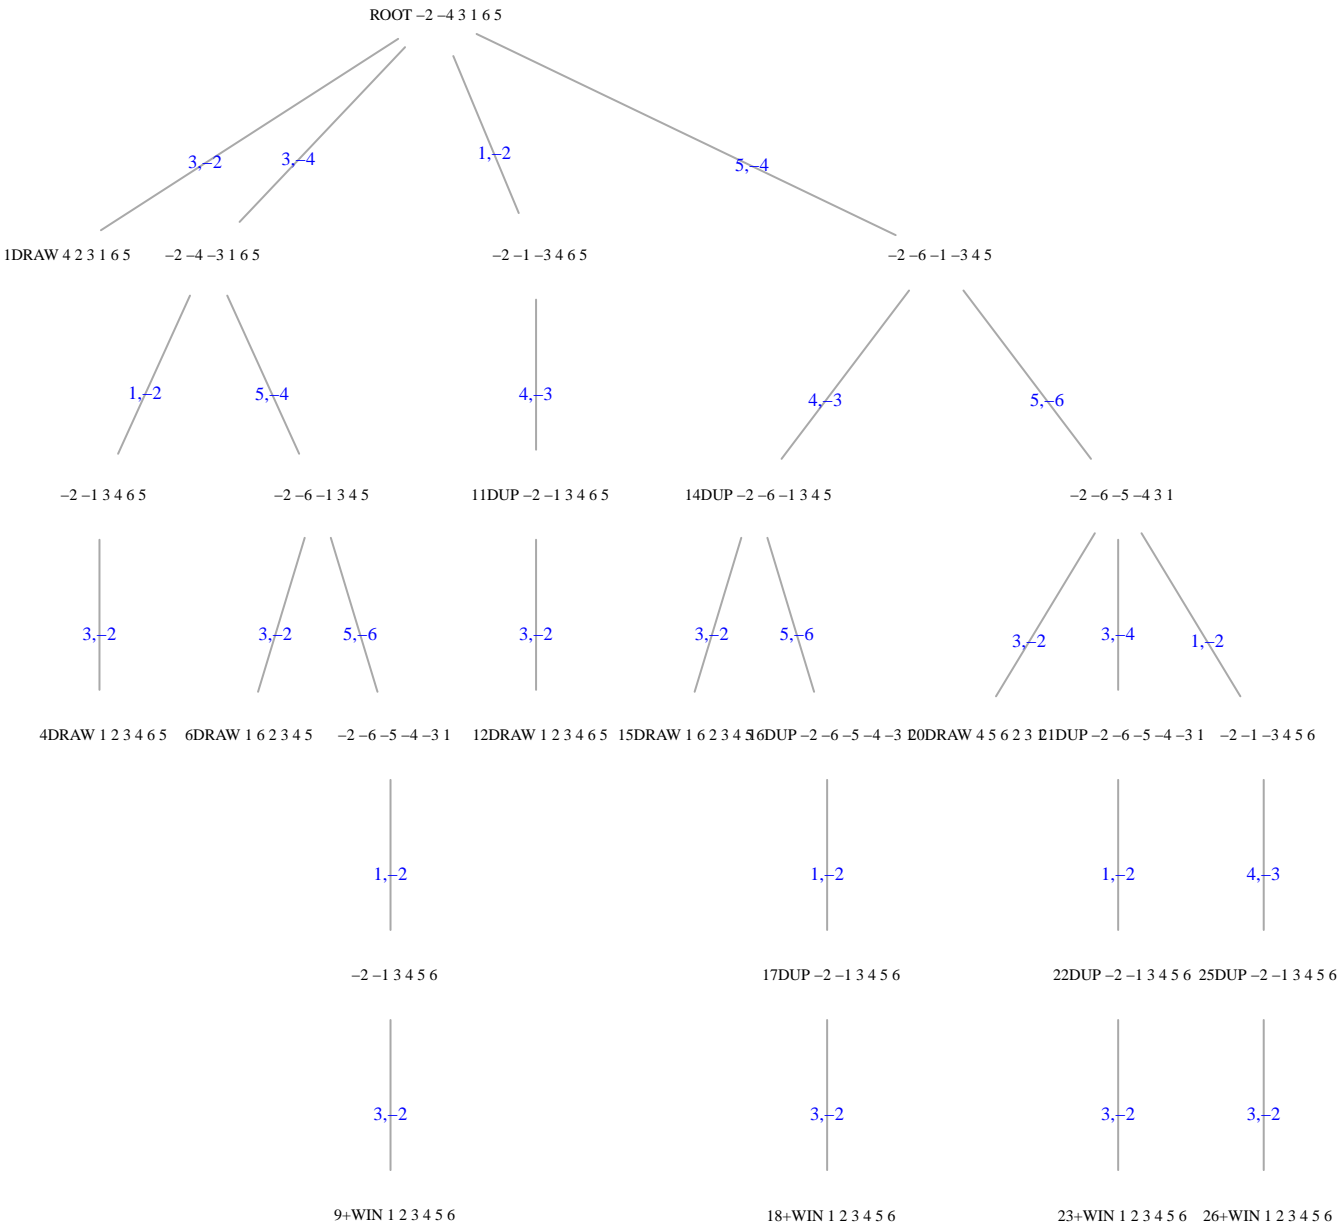 ROOT −2 −4 3 1 6 5
3,−2 3,−4 1,−2 5,−4
1DRAW 4 2 3 1 6 5 −2 −4 −3 1 6 5 −2 −1 −3 4 6 5 −2 −6 −1 −3 4 5
1,−2 5,−4 4,−3 4,−3 5,−6
−2 −1 3 4 6 5 −2 −6 −1 3 4 5 11DUP −2 −1 3 4 6 5 14DUP −2 −6 −1 3 4 5 −2 −6 −5 −4 3 1
3,−2 3,−2 5,−6 3,−2 3,−2 5,−6 3,−2 3,−4 1,−2
4DRAW 1 2 3 4 6 5 6DRAW 1 6 2 3 4 5 −2 −6 −5 −4 −3 1 12DRAW 1 2 3 4 6 5 15DRAW 1 6 2 3 4 5 16DUP −2 −6 −5 −4 −3 1 20DRAW 4 5 6 2 3 1 21DUP −2 −6 −5 −4 −3 1 −2 −1 −3 4 5 6
1,−2 1,−2 1,−2 4,−3
−2 −1 3 4 5 6 17DUP −2 −1 3 4 5 6 22DUP −2 −1 3 4 5 6 25DUP −2 −1 3 4 5 6
3,−2 3,−2 3,−2 3,−2
9+WIN 1 2 3 4 5 6 18+WIN 1 2 3 4 5 6 23+WIN 1 2 3 4 5 6 26+WIN 1 2 3 4 5 6